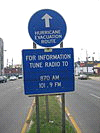 HURRICANE
EVACUATION
ROUTE
FOR INFORMATION
TUNE RADIO TO
870 AM
101.9 FM